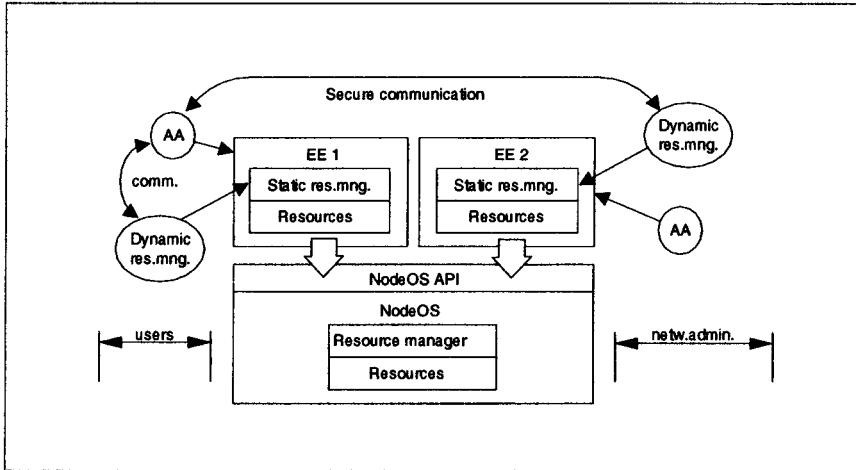 Secure communication
AA
Dynamic
res.mng.
EE 1
EE 2
comm.
Static res.mng.
Static res.mng.
Resources
Resources
Dynamic
res.mng.
AA
NodeOS API
NodeOS
users
Resource manager
netw.admin.
Resources